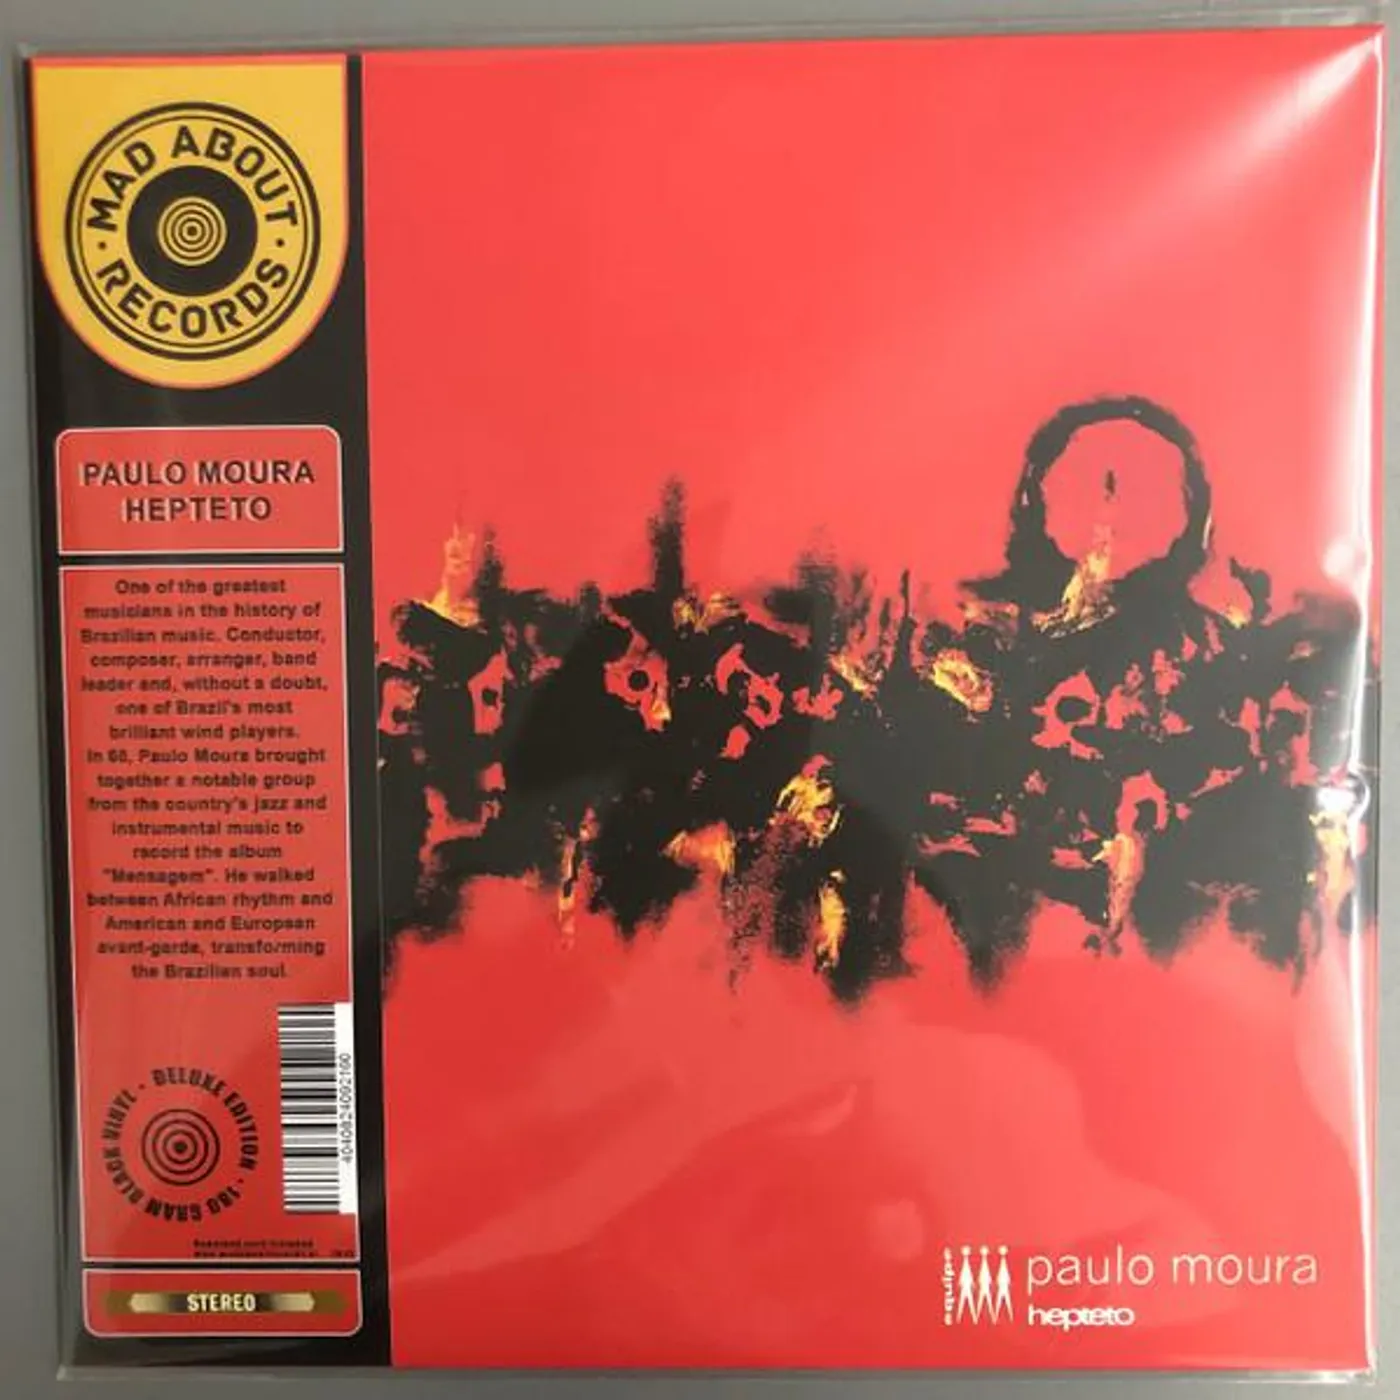 MAD ABOUT
RECORDS
PAULO MOURA
HEPTETO
One of the greatest
musicians in the history of
Brazilian music. Conductor,
composer, arranger, band
leader and, without a doubt,
one of Brazil's most
brilliant wind players.
In 68, Paulo Moura brought
together a notable group
from the country's jazz and
instrumental music to
record the album
"Mensagem". He walked
between African rhythm and
American and European
avant-garde, transforming
the Brazilian soul.
DELUXE EDITION · 180 GRAM BLACK VINYL ·
4040824092190
STEREO
equipe
paulo moura
hepteto